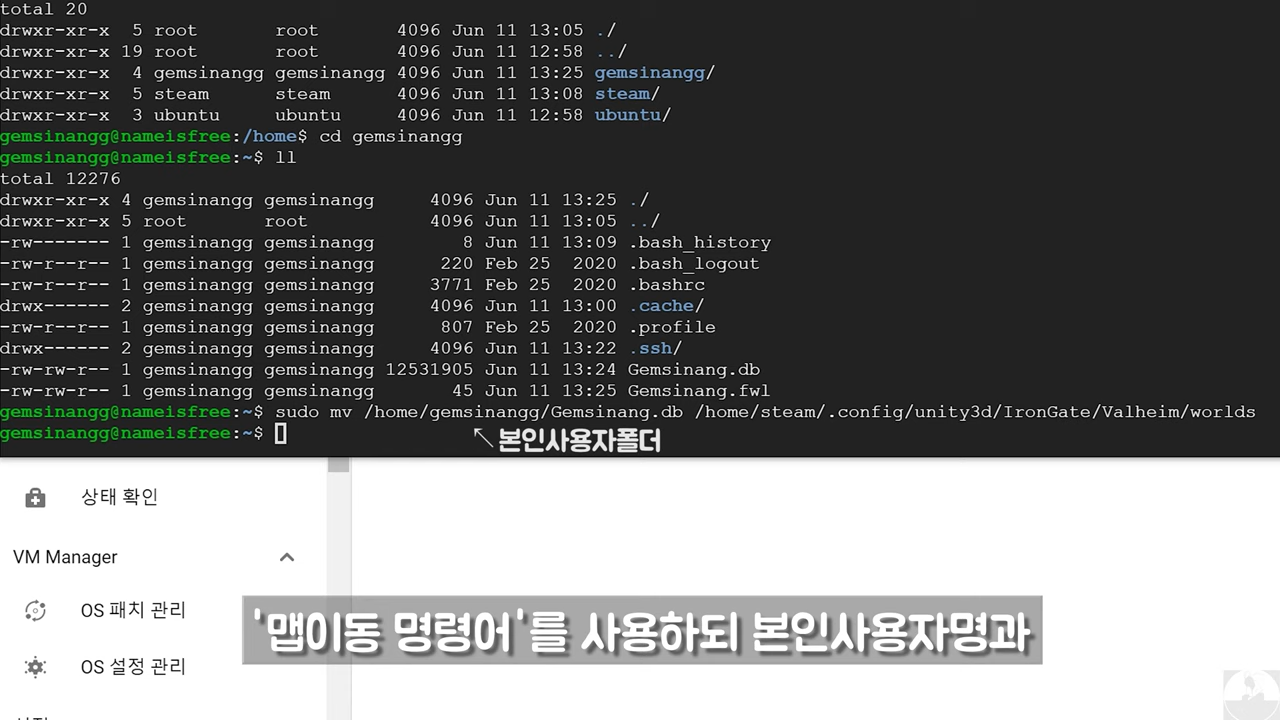 total 20
drwxr-xr-x  5 root      root       4096 Jun 11 13:05 ./
drwxr-xr-x 19 root      root       4096 Jun 11 12:58 ../
drwxr-xr-x  4 gemsinangg gemsinangg 4096 Jun 11 13:25 gemsinangg/
drwxr-xr-x  5 steam     steam      4096 Jun 11 13:08 steam/
drwxr-xr-x  3 ubuntu    ubuntu     4096 Jun 11 12:58 ubuntu/
gemsinangg@nameisfree:/home$ cd gemsinangg
gemsinangg@nameisfree:~$ ll
total 12276
drwxr-xr-x 4 gemsinangg gemsinangg     4096 Jun 11 13:25 ./
drwxr-xr-x 5 root       root           4096 Jun 11 13:05 ../
-rw------- 1 gemsinangg gemsinangg        8 Jun 11 13:09 .bash_history
-rw-r--r-- 1 gemsinangg gemsinangg      220 Feb 25  2020 .bash_logout
-rw-r--r-- 1 gemsinangg gemsinangg     3771 Feb 25  2020 .bashrc
drwx------ 2 gemsinangg gemsinangg     4096 Jun 11 13:00 .cache/
-rw-r--r-- 1 gemsinangg gemsinangg      807 Feb 25  2020 .profile
drwx------ 2 gemsinangg gemsinangg     4096 Jun 11 13:22 .ssh/
-rw-rw-r-- 1 gemsinangg gemsinangg 12531905 Jun 11 13:24 Gemsinang.db
-rw-rw-r-- 1 gemsinangg gemsinangg       45 Jun 11 13:25 Gemsinang.fwl
gemsinangg@nameisfree:~$ sudo mv /home/gemsinangg/Gemsinang.db /home/steam/.config/unity3d/IronGate/Valheim/worlds
gemsinangg@nameisfree:~$
↖본인사용자폴더
상태 확인
VM Manager
OS 패치 관리
'맵이동 명령어'를 사용하되 본인사용자명과
OS 설정 관리